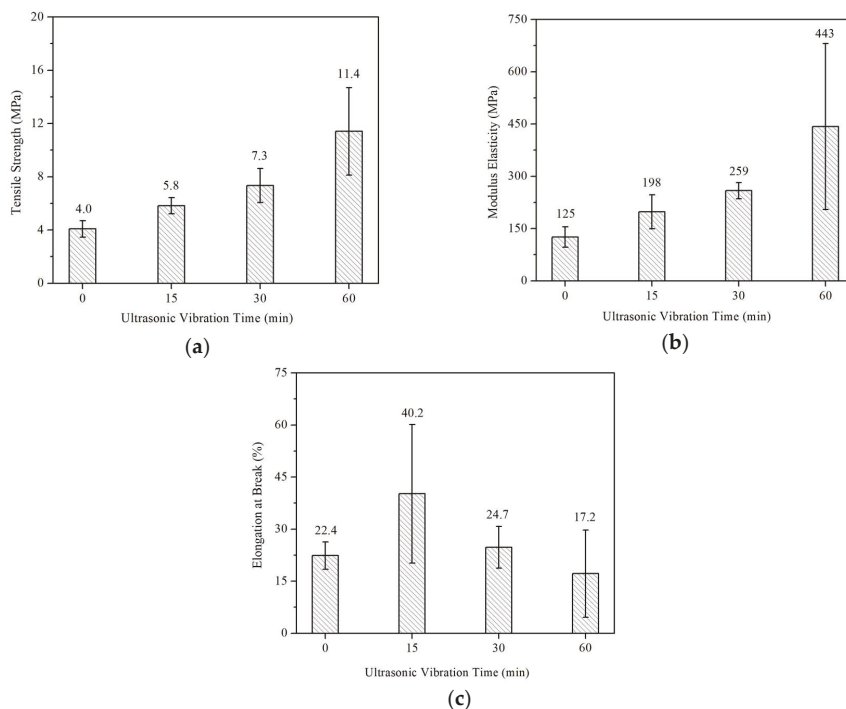 20
16
12
8
4
0
Tensile Strength (MPa)
4.0
5.8
7.3
11.4
0 15 30 60
Ultrasonic Vibration Time (min)
(a)
750
600
450
300
150
0
Modulus Elasticity (MPa)
125
198
259
443
0 15 30 60
Ultrasonic Vibration Time (min)
(b)
75
60
45
30
15
0
Elongation at Break (%)
22.4
40.2
24.7
17.2
0 15 30 60
Ultrasonic Vibration Time (min)
(c)